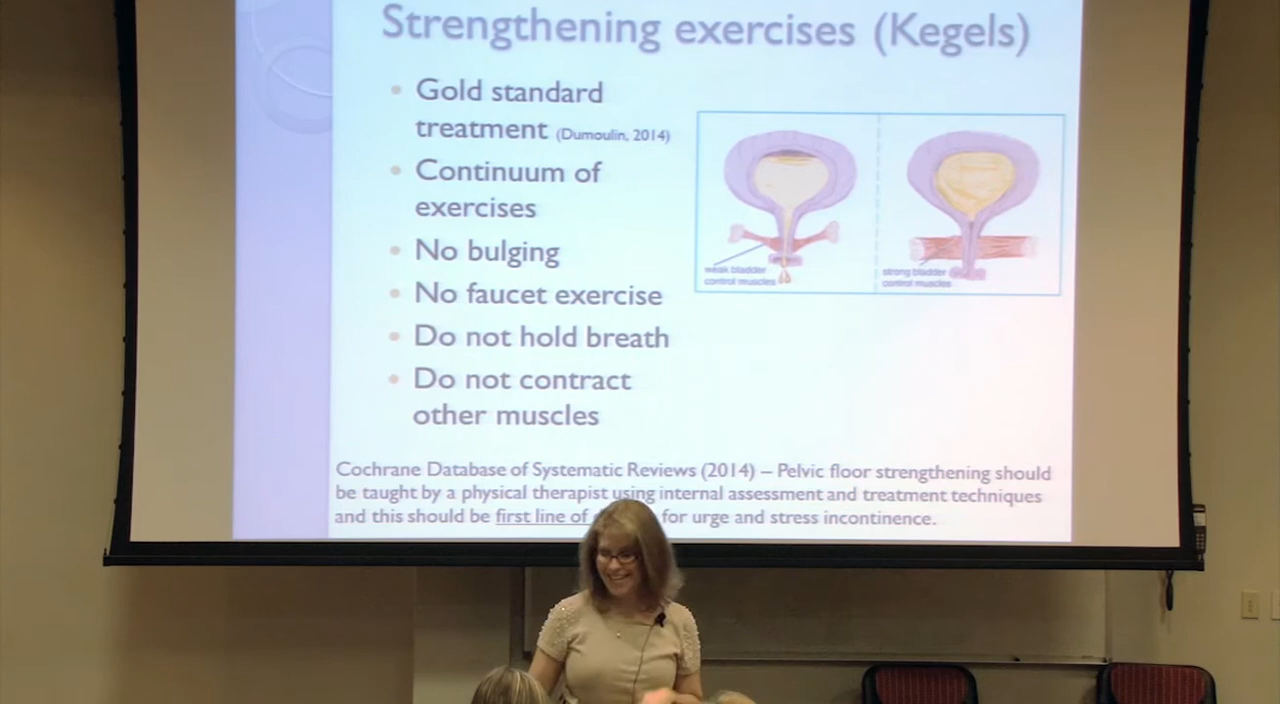 Strengthening exercises (Kegels)
Gold standard
treatment (Dumoulin, 2014)
Continuum of
exercises
No bulging
No faucet exercise
Do not hold breath
Do not contract
other muscles
weak bladder
control muscles
strong bladder
control muscles
Cochrane Database of Systematic Reviews (2014) – Pelvic floor strengthening should
be taught by a physical therapist using internal assessment and treatment techniques
and this should be first line of for urge and stress incontinence.